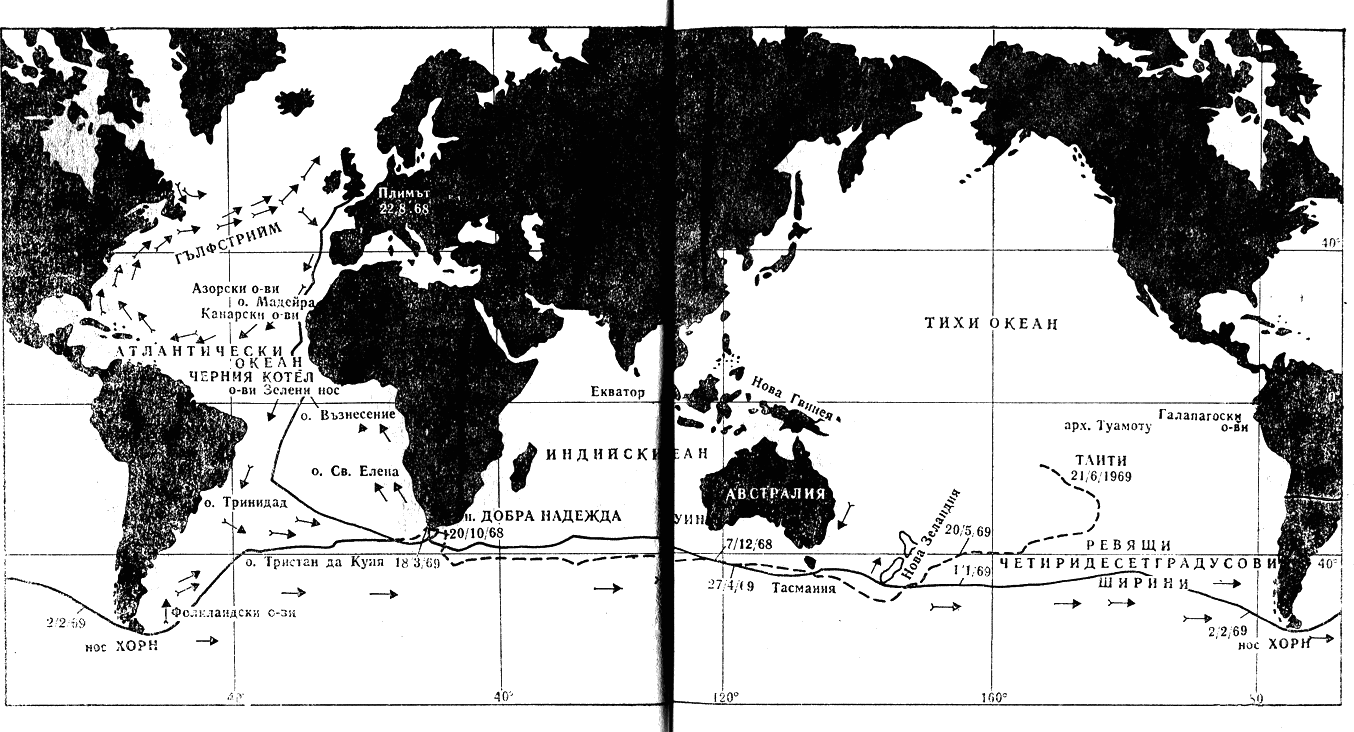 Плимът
22.8.68
ГЪЛФСТРИЙМ
Азорски о-ви
о. Мадейра
Канарски о-ви
АТЛАНТИЧЕСКИ
ОКЕАН
ЧЕРНИЯ КОТЕЛ
о-ви Зелени нос
о. Възнесение
о. Св. Елена
о. Тринидад
н. ДОБРА НАДЕЖДА
20/10/68
18 3/69
о. Тристан да Куня
Фолкландски о-ви
2/2/69
нос ХОРН
40°
Екватор
ИНДИЙСКИ
ЕАН
УИН
Нова Гвинея
АВСТРАЛИЯ
7/12/68
27/4/69
Тасмания
Нова Зеландия
ТИХИ ОКЕАН
40°
0°
Галапагоски
о-ви
арх. Туамоту
ТАИТИ
21/6/1969
20/5/69
1/1/69
РЕВЯЩИ
ЧЕТИРИДЕСЕТГРАДУСОВИ
ШИРИНИ
40°
2/2/69
нос ХОРН
120°
160°